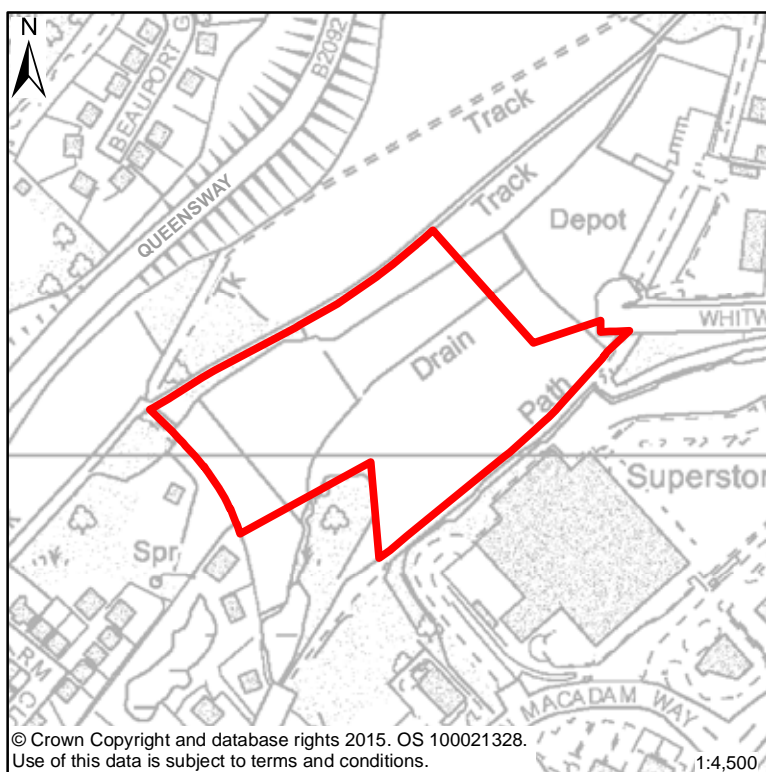 N
BEAUPORT G
B2092
QUEENSWAY
Track
Track
Depot
Tk
WHITW
Drain
Path
Superstor
Spr
RM
MACADAM WAY
© Crown Copyright and database rights 2015. OS 100021328.
Use of this data is subject to terms and conditions.
1:4,500